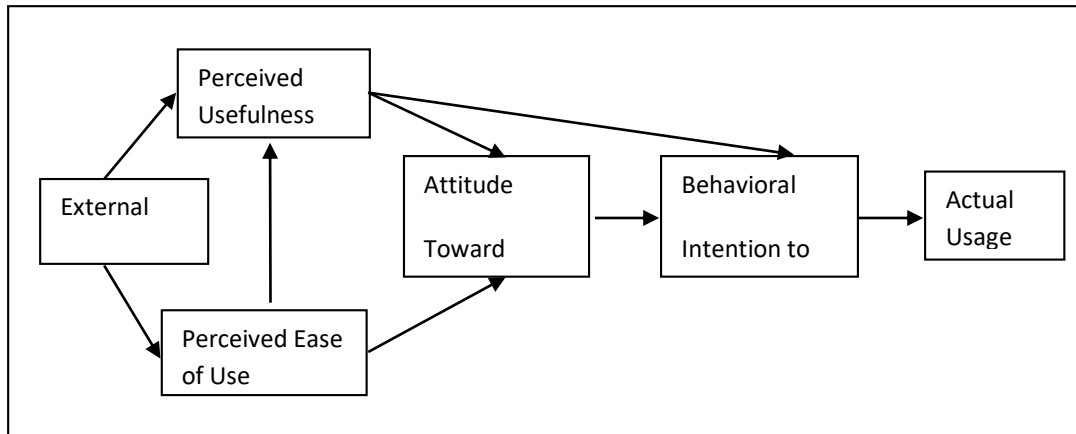 Perceived
Usefulness
External
Attitude
Toward
Behavioral
Intention to
Actual
Usage
Perceived Ease
of Use